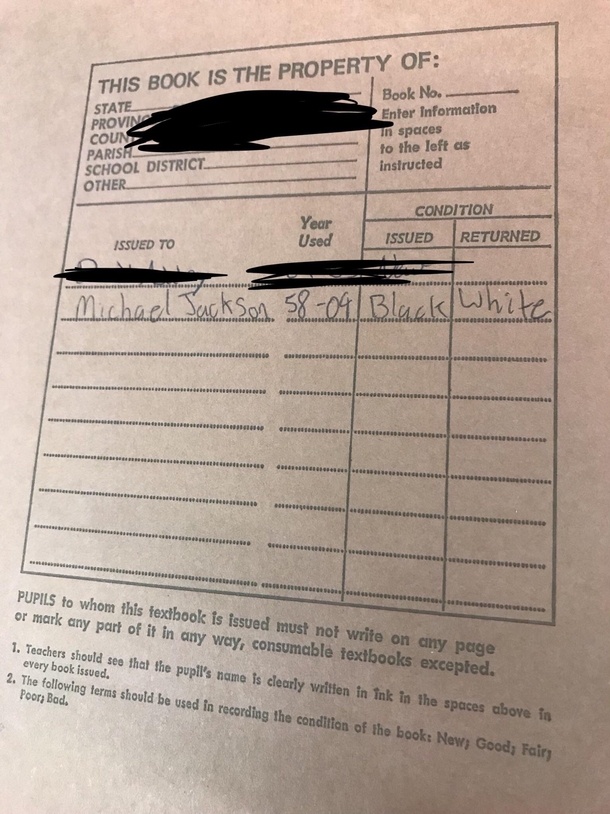 THIS BOOK IS THE PROPERTY OF:
STATE
PROVINC
COUN
PARISH
SCHOOL DISTRICT
OTHER
Book No.
Enter information
in spaces
to the left as
instructed
ISSUED TO
Year
Used
CONDITION
ISSUED
RETURNED
Michael Jackson 58-09 Black White
PUPILS to whom this textbook is issued must not write on any page
or mark any part of it in any way, consumable textbooks excepted.
1. Teachers should see that the pupil's name is clearly written in ink in the spaces above in
every book issued.
2. The following terms should be used in recording the condition of the book: New; Good; Fair;
Poor; Bad.